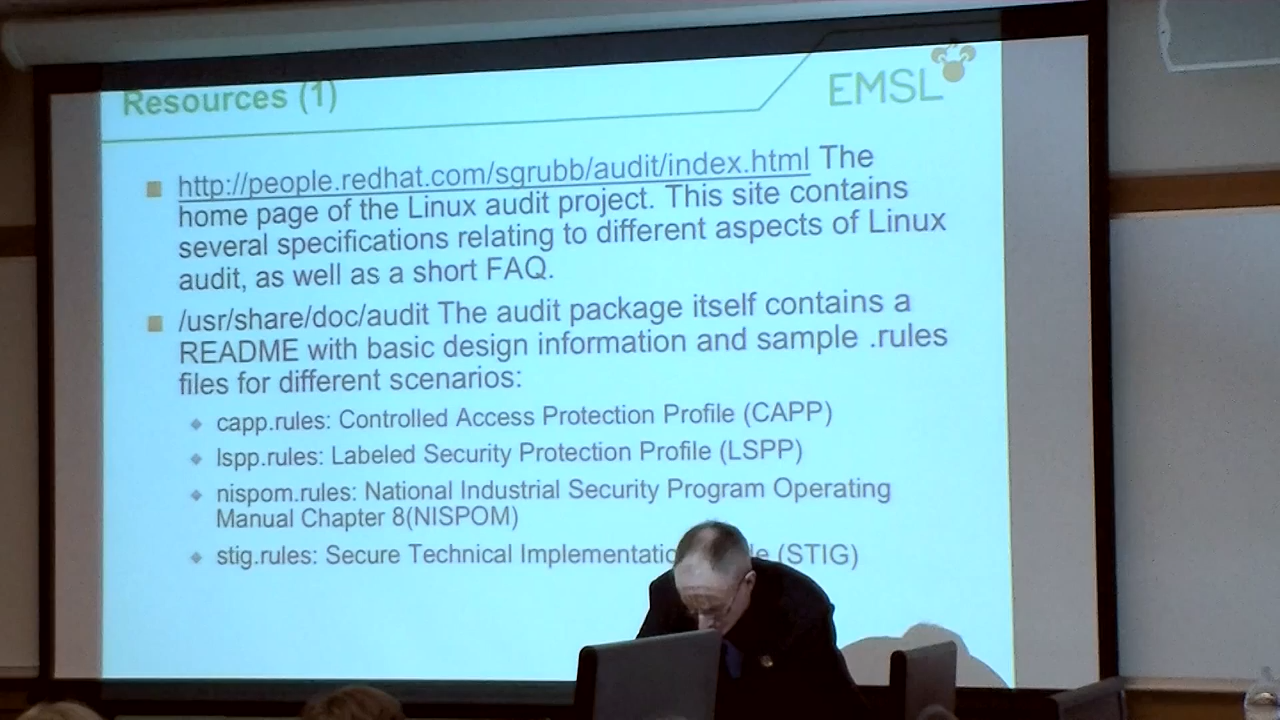 Resources (1)
EMSL
http://people.redhat.com/sgrubb/audit/index.html The
home page of the Linux audit project. This site contains
several specifications relating to different aspects of Linux
audit, as well as a short FAQ.
/usr/share/doc/audit The audit package itself contains a
README with basic design information and sample .rules
files for different scenarios:
capp.rules: Controlled Access Protection Profile (CAPP)
lspp.rules: Labeled Security Protection Profile (LSPP)
nispom.rules: National Industrial Security Program Operating
Manual Chapter 8(NISPOM)
stig.rules: Secure Technical (STIG)